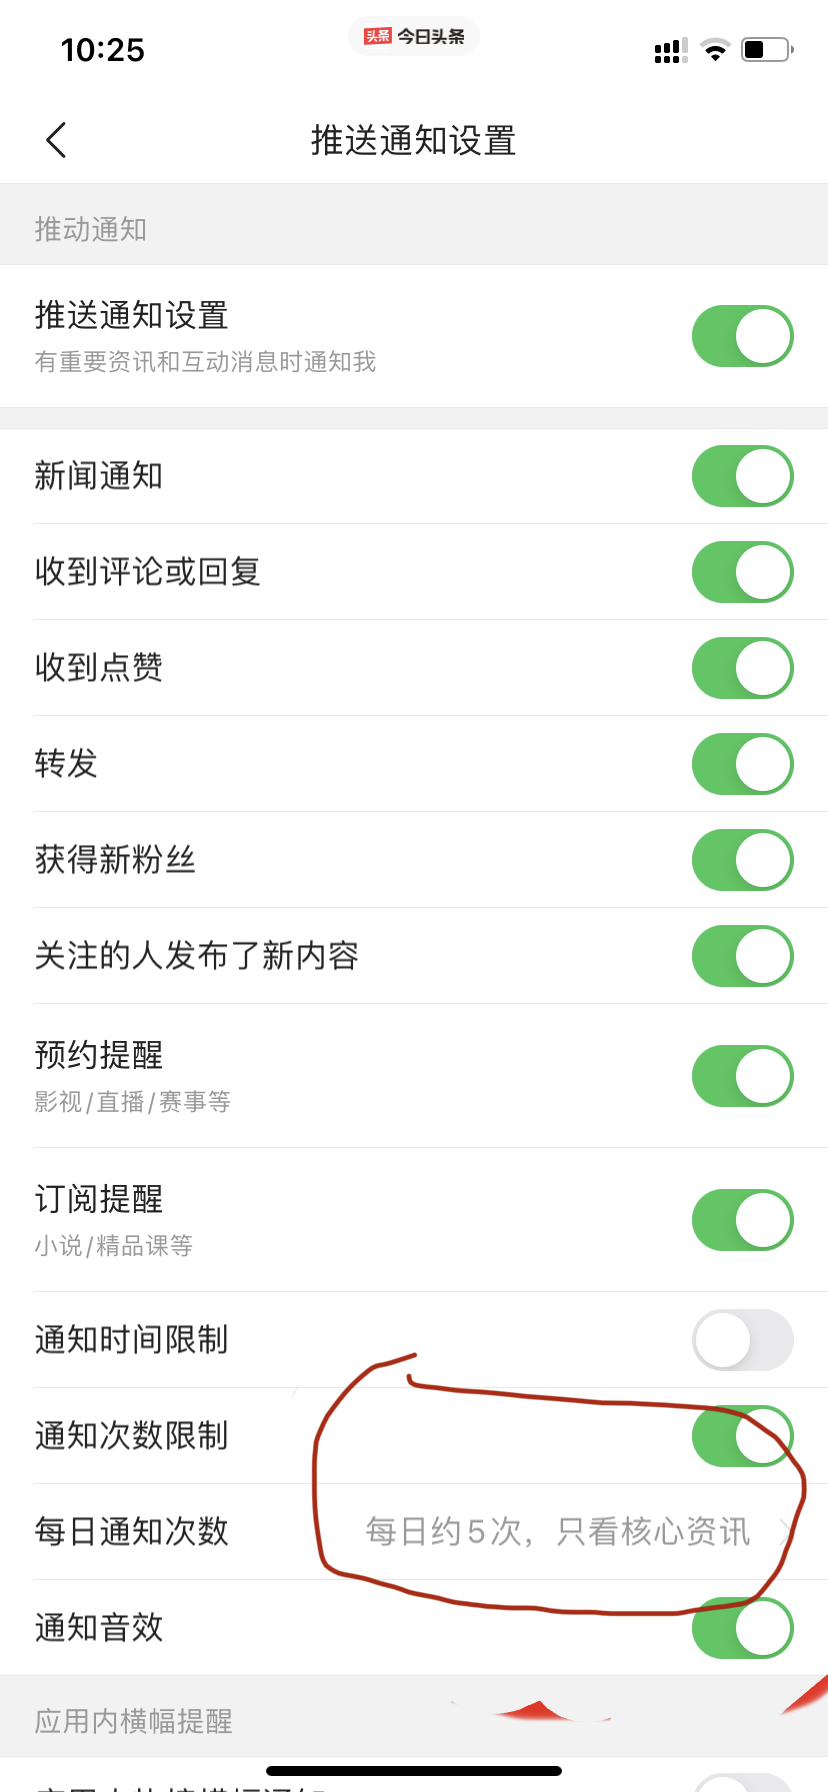 10:25
头条 今日头条
推送通知设置
推动通知
推送通知设置
有重要资讯和互动消息时通知我
新闻通知
收到评论或回复
收到点赞
转发
获得新粉丝
关注的人发布了新内容
预约提醒
影视/直播/赛事等
订阅提醒
小说/精品课等
通知时间限制
通知次数限制
每日通知次数 每日约5次，只看核心资讯
通知音效
应用内横幅提醒